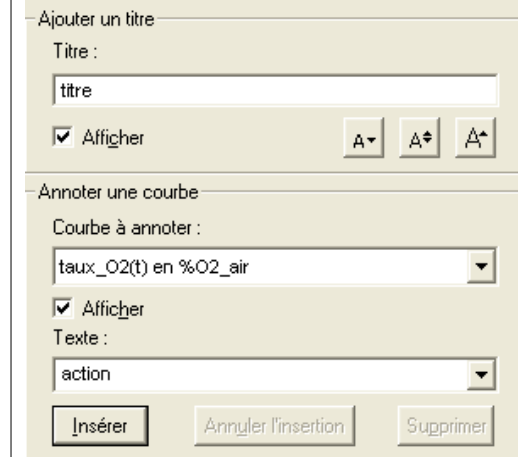 Ajouter un titre
Titre :
titre
Afficher
A A A
Annoter une courbe
Courbe à annoter :
taux_O2(t) en %O2_air
Afficher
Texte :
action
Insérer Annuler l'insertion Supprimer